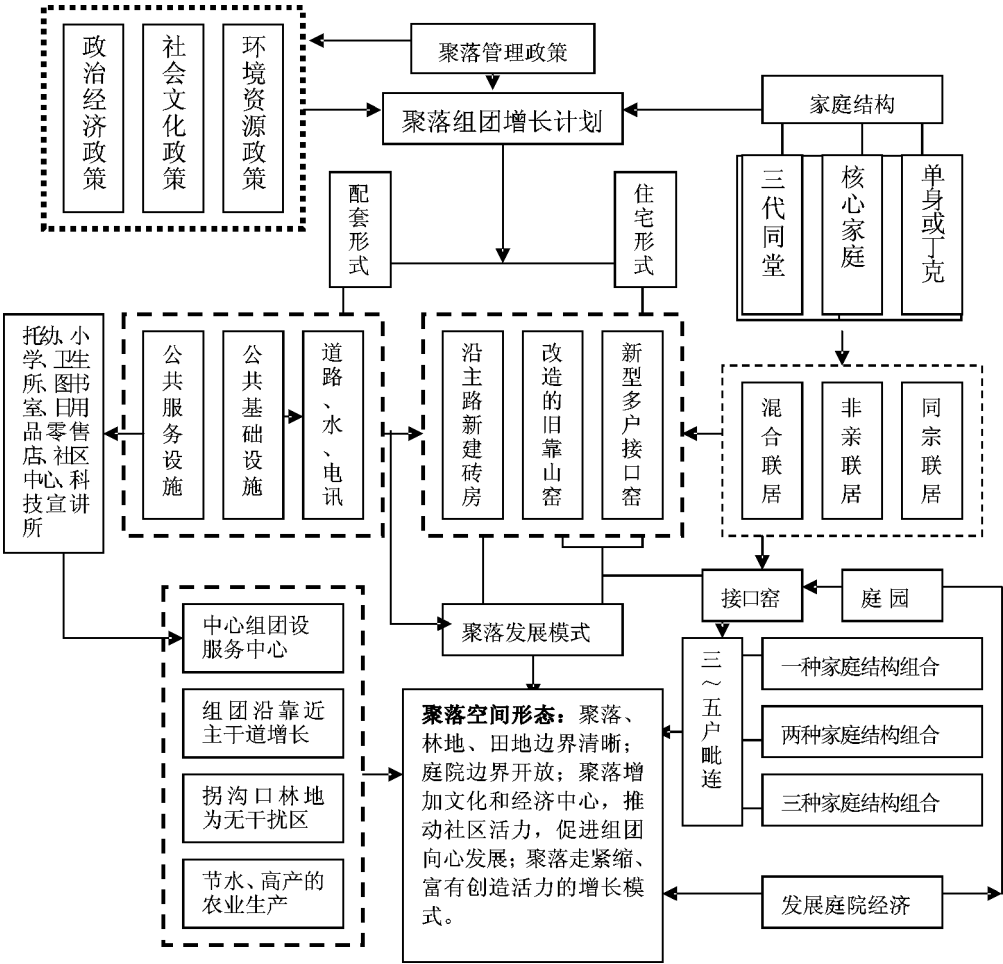 聚落管理政策
政治经济政策
社会文化政策
环境资源政策
聚落组团增长计划
家庭结构
三代同堂
核心家庭
单身或丁克
配套形式
住宅形式
托幼、小
学、卫生
所、图书
室、日用
品零售
店、社区
中心、科
技宣讲
所
公共服务设施
公共基础设施
道路、水、电讯
沿主路新建砖房
改造的旧靠山窑
新型多户接口窑
混合联居
非亲联居
同宗联居
接口窑
庭园
中心组团设
服务中心
聚落发展模式
三～五户毗连
一种家庭结构组合
组团沿靠近
主干道增长
两种家庭结构组合
拐沟口林地
为无干扰区
三种家庭结构组合
节水、高产的
农业生产
聚落空间形态：聚落、
林地、田地边界清晰；
庭院边界开放；聚落增
加文化和经济中心，推
动社区活力，促进组团
向心发展；聚落走紧缩、
富有创造活力的增长模
式。
发展庭院经济